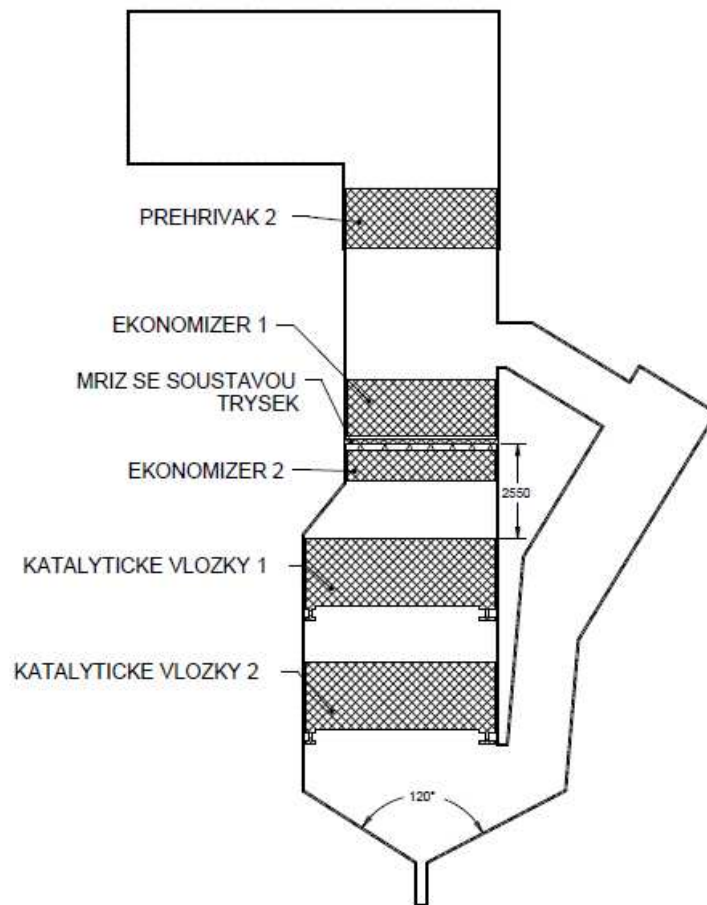 PREHRIVAK 2
EKONOMIZER 1
MRIZ SE SOUSTAVOU
TRYSEK
EKONOMIZER 2
2550
KATALYTICKE VLOZKY 1
KATALYTICKE VLOZKY 2
120°